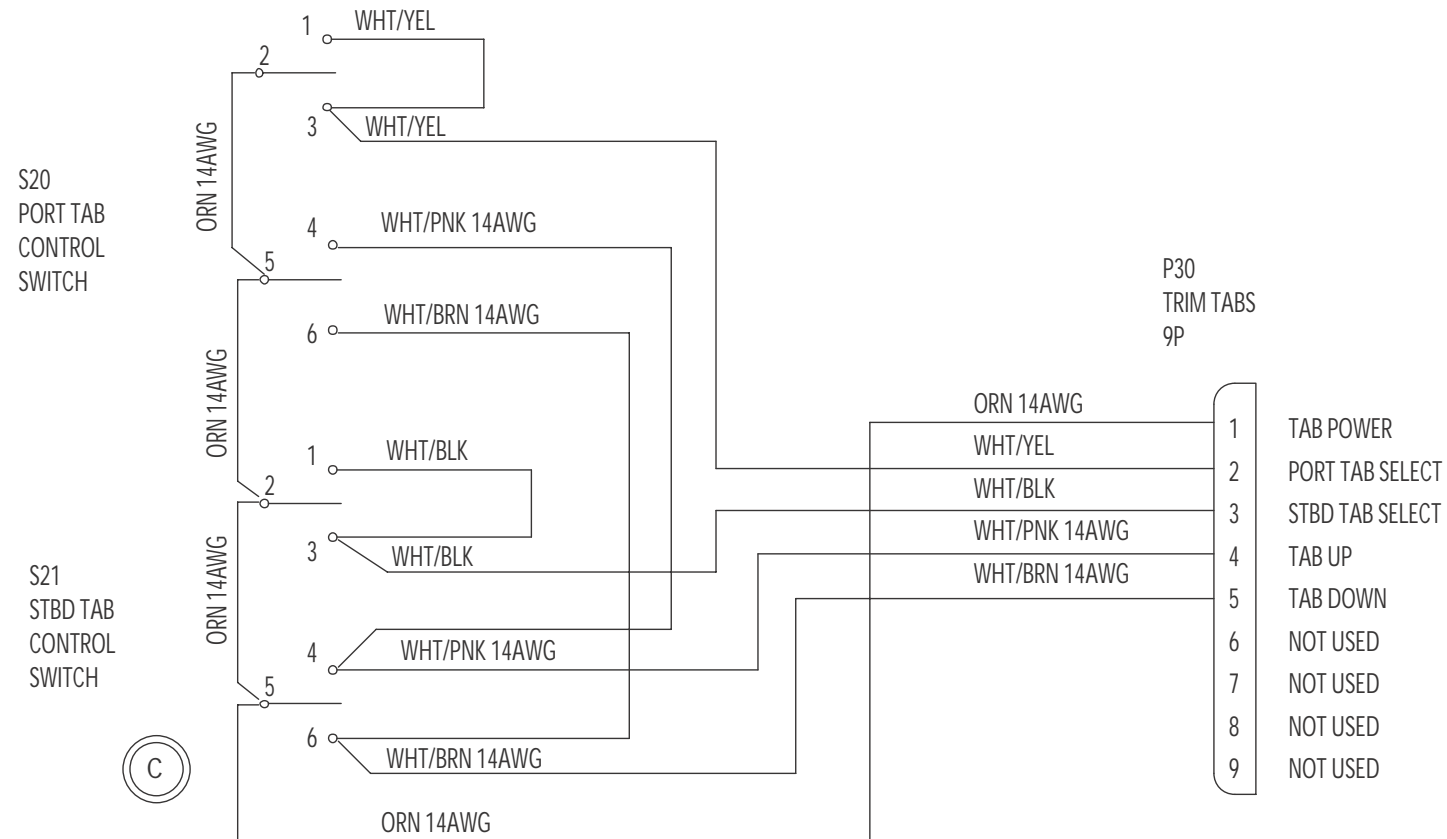 1
WHT/YEL
2
3
WHT/YEL
ORN 14AWG
S20
PORT TAB
CONTROL
SWITCH
4
WHT/PNK 14AWG
5
6
WHT/BRN 14AWG
ORN 14AWG
1
WHT/BLK
2
3
WHT/BLK
ORN 14AWG
S21
STBD TAB
CONTROL
SWITCH
4
WHT/PNK 14AWG
5
6
WHT/BRN 14AWG
C
ORN 14AWG
P30
TRIM TABS
9P
ORN 14AWG
1 TAB POWER
WHT/YEL
2 PORT TAB SELECT
WHT/BLK
3 STBD TAB SELECT
WHT/PNK 14AWG
4 TAB UP
WHT/BRN 14AWG
5 TAB DOWN
6 NOT USED
7 NOT USED
8 NOT USED
9 NOT USED